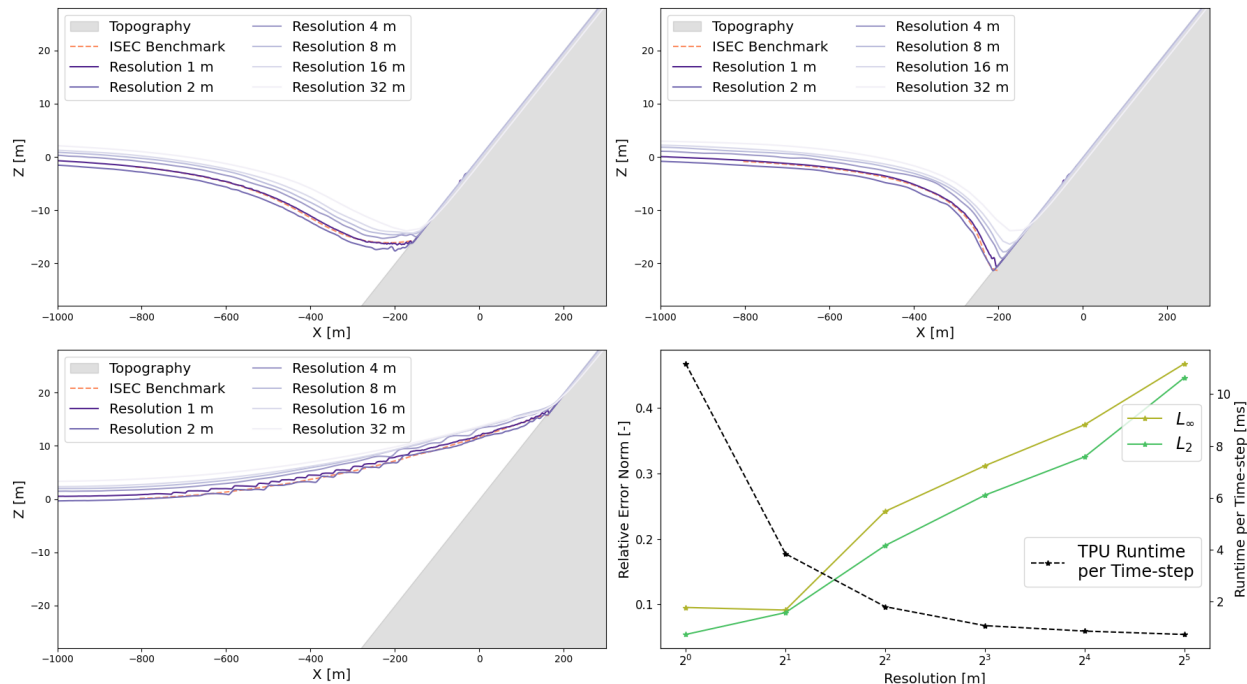 Topography
ISEC Benchmark
Resolution 1 m
Resolution 2 m
Resolution 4 m
Resolution 8 m
Resolution 16 m
Resolution 32 m
20
10
0
−10
−20
Z [m]
−1000
−800
−600
−400
−200
0
200
X [m]
Topography
ISEC Benchmark
Resolution 1 m
Resolution 2 m
Resolution 4 m
Resolution 8 m
Resolution 16 m
Resolution 32 m
20
10
0
−10
−20
Z [m]
−1000
−800
−600
−400
−200
0
200
X [m]
Topography
ISEC Benchmark
Resolution 1 m
Resolution 2 m
Resolution 4 m
Resolution 8 m
Resolution 16 m
Resolution 32 m
20
10
0
−10
−20
Z [m]
−1000
−800
−600
−400
−200
0
200
X [m]
0.4
0.3
0.2
0.1
Relative Error Norm [-]
L∞
L2
TPU Runtime
per Time-step
10
8
6
4
2
Runtime per Time-step [ms]
2⁰
2¹
2²
2³
2⁴
2⁵
Resolution [m]